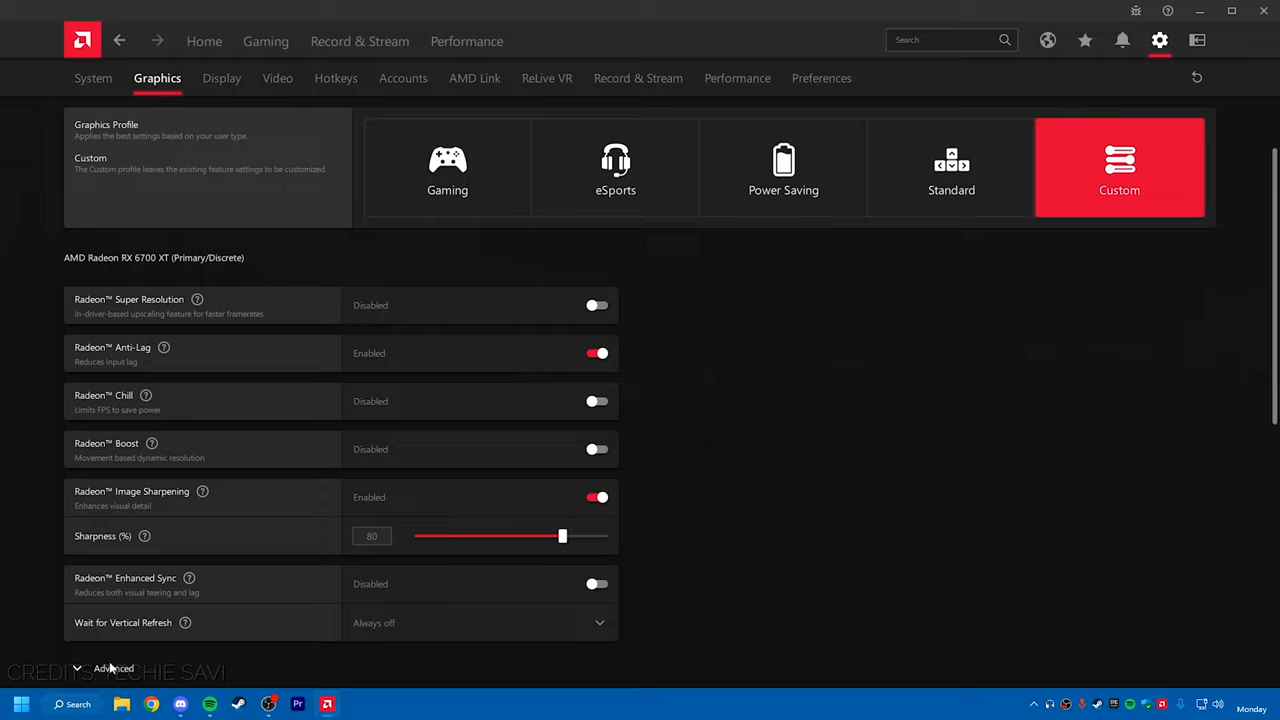 Home Gaming Record & Stream Performance Search
System Graphics Display Video Hotkeys Accounts AMD Link ReLive VR Record & Stream Performance Preferences
Graphics Profile
Applies the best settings based on your user type.
Custom
The Custom profile leaves the existing feature settings to be customized.
Gaming eSports Power Saving Standard Custom
AMD Radeon RX 6700 XT (Primary/Discrete)
Radeon™ Super Resolution Disabled
In-driver-based upscaling feature for faster framerates
Radeon™ Anti-Lag Enabled
Reduces input lag
Radeon™ Chill Disabled
Limits FPS to save power
Radeon™ Boost Disabled
Movement based dynamic resolution
Radeon™ Image Sharpening Enabled
Enhances visual detail
Sharpness (%) 80
Radeon™ Enhanced Sync Disabled
Reduces both visual tearing and lag
Wait for Vertical Refresh Always off
Advanced
CREDITS: TECHIE SAVI
Search Pr Monday